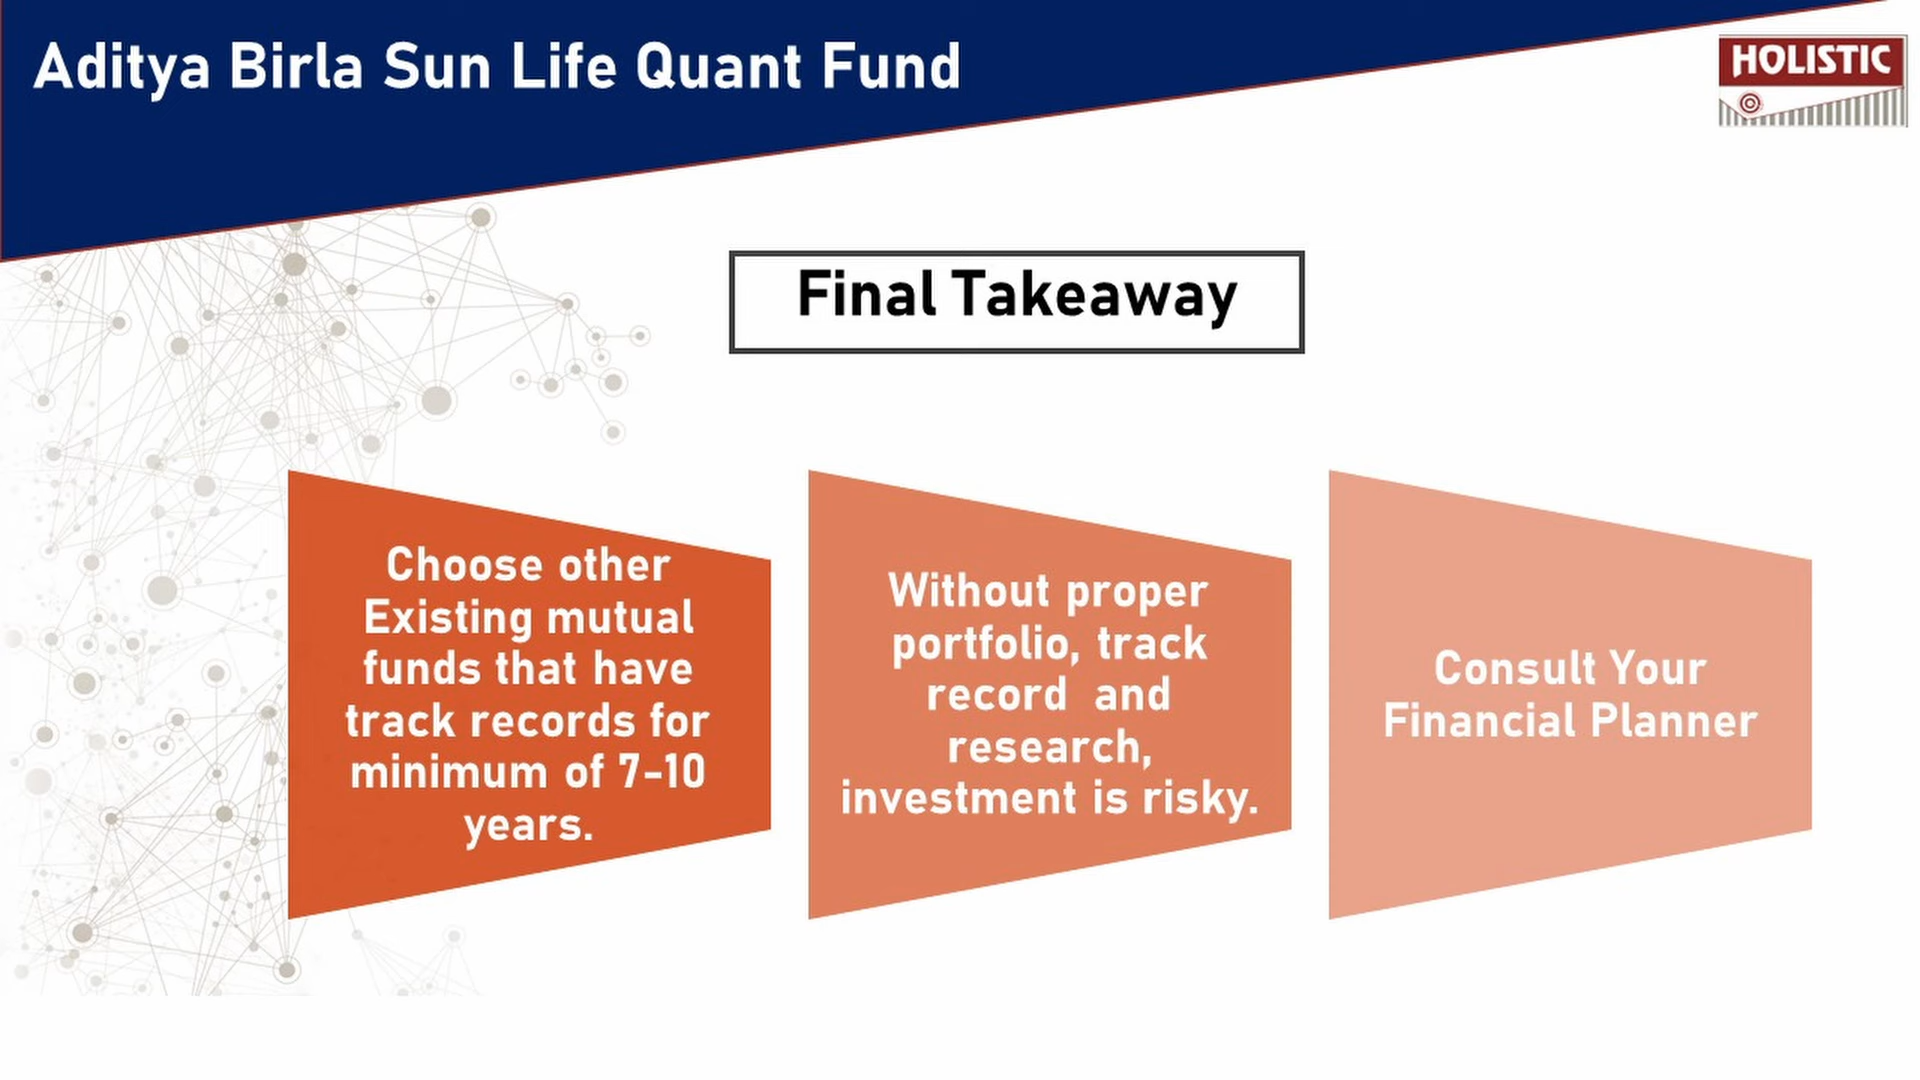 Aditya Birla Sun Life Quant Fund
HOLISTIC
Final Takeaway
Choose other
Existing mutual
funds that have
track records for
minimum of 7-10
years.
Without proper
portfolio, track
record and
research,
investment is risky.
Consult Your
Financial Planner